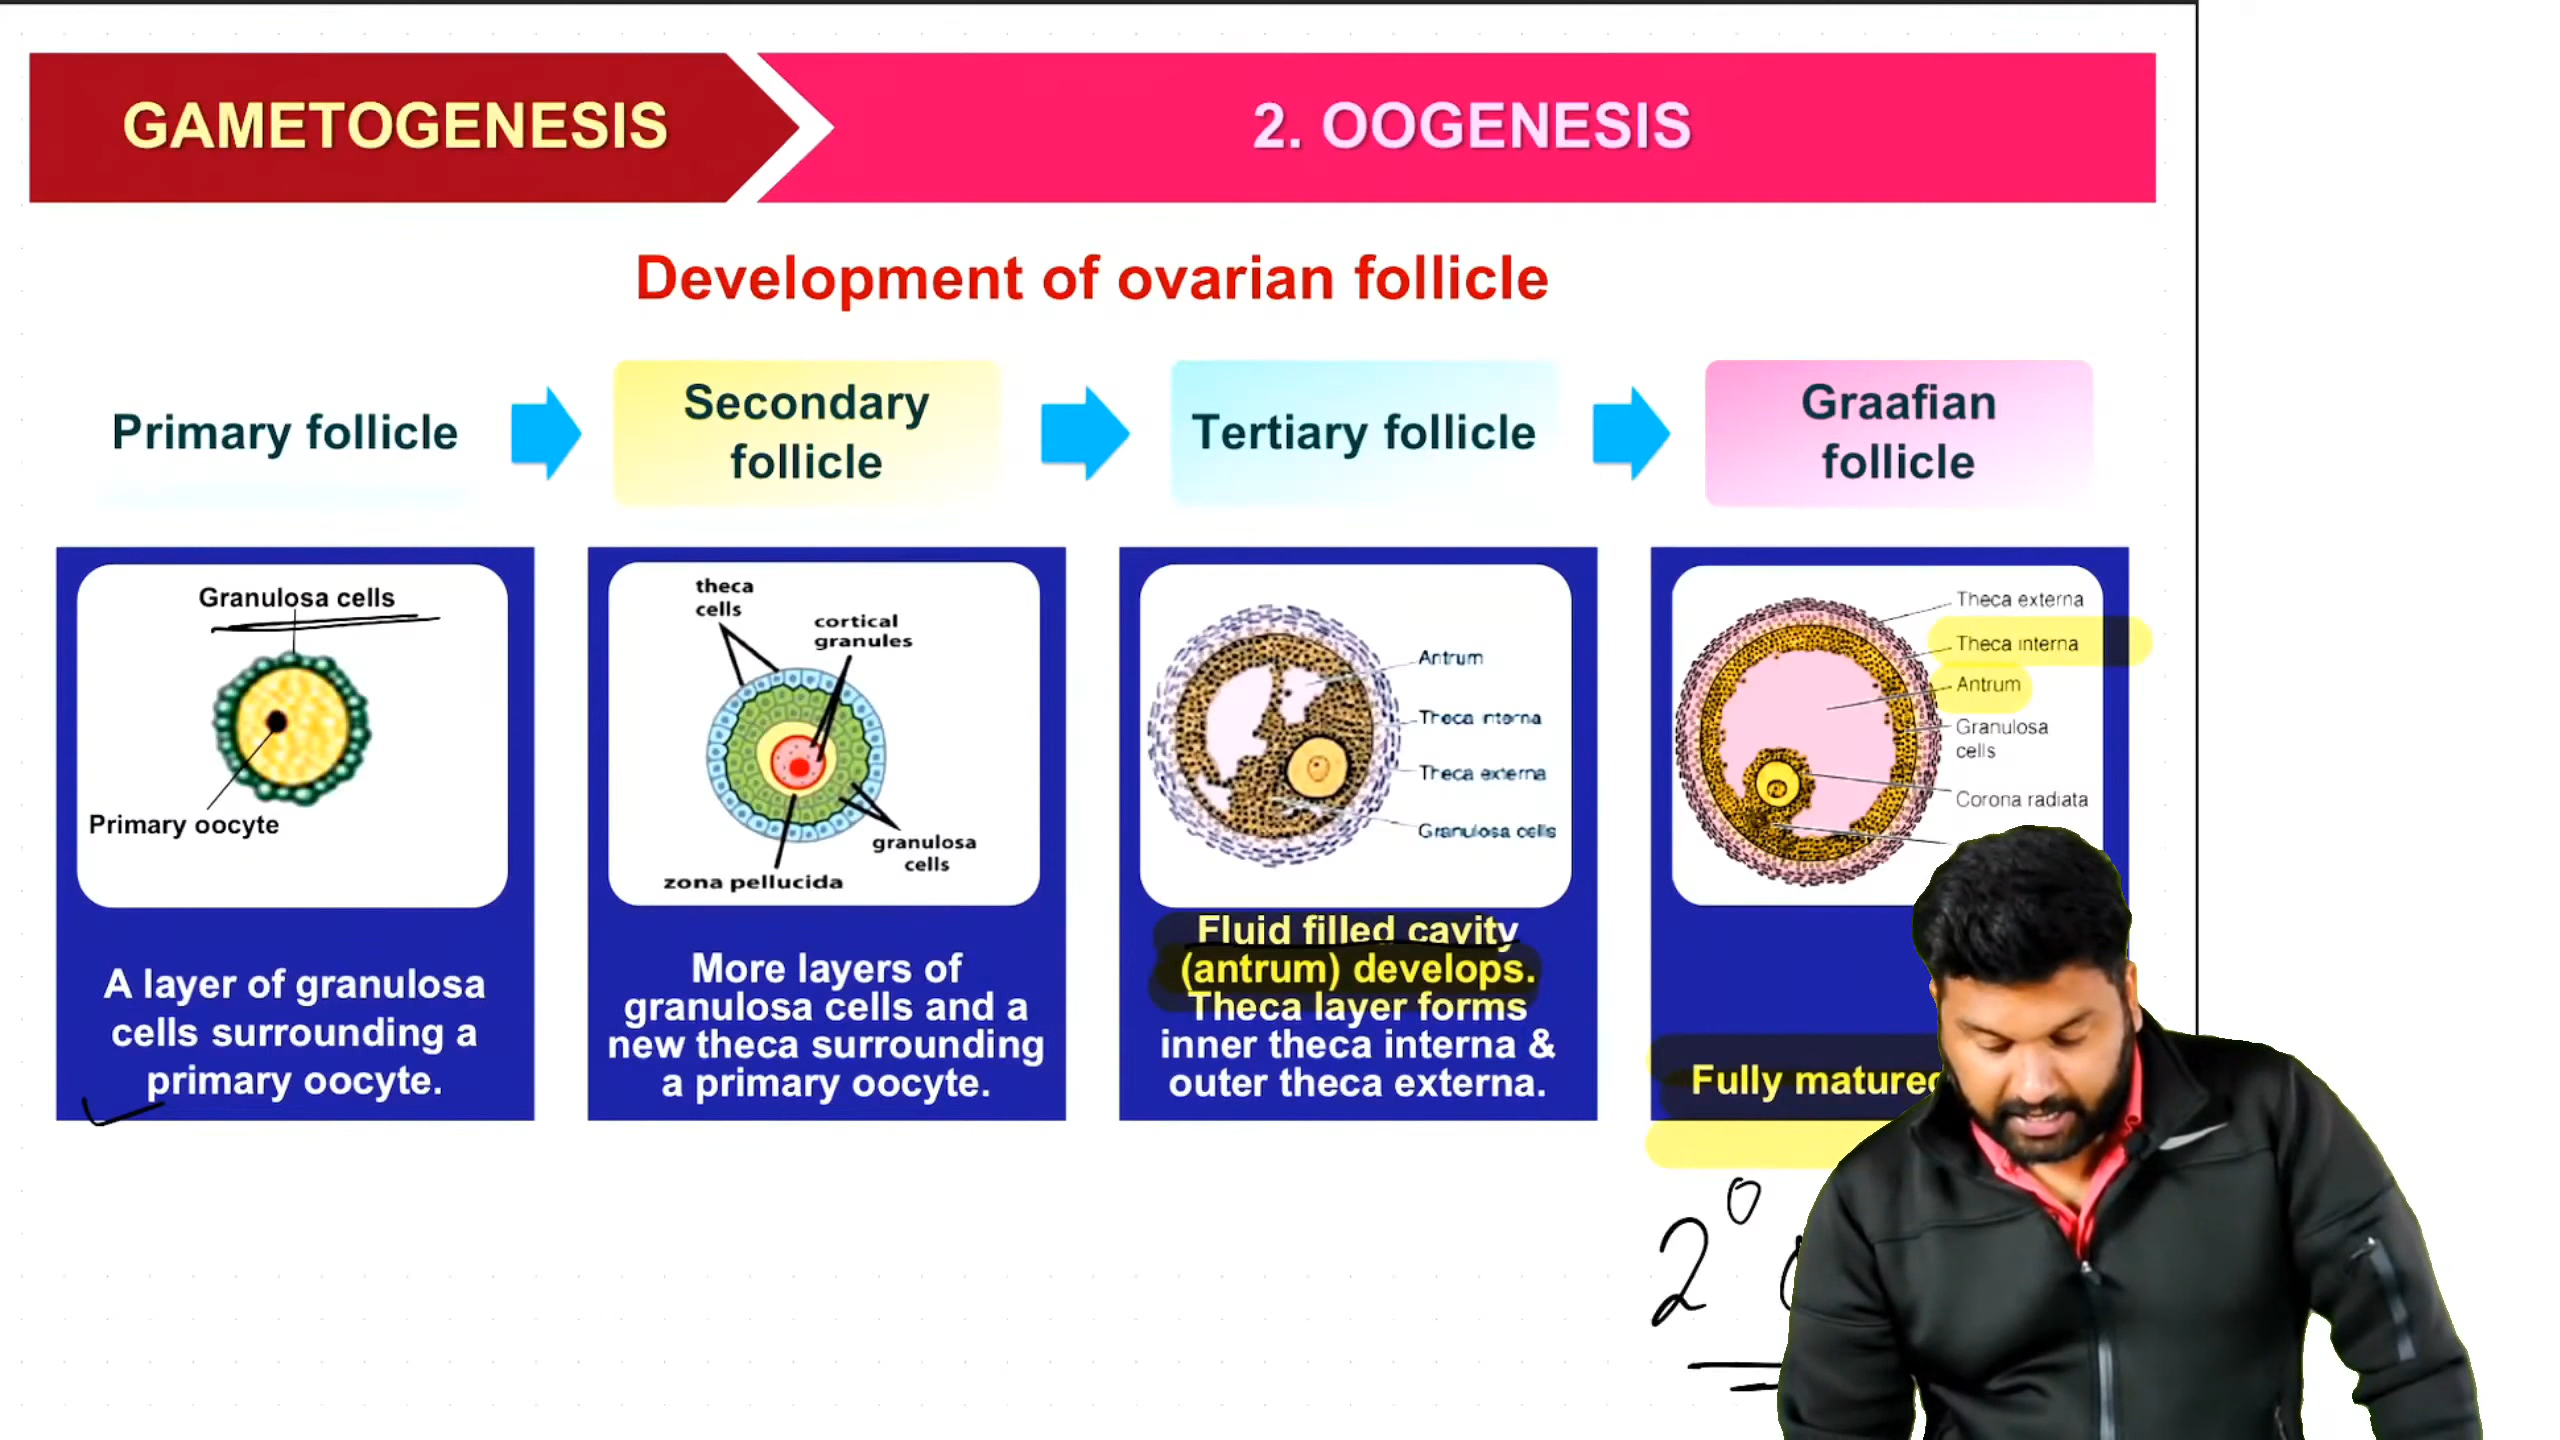 GAMETOGENESIS
2. OOGENESIS
Development of ovarian follicle
Primary follicle
Secondary
follicle
Tertiary follicle
Graafian
follicle
Granulosa cells
Primary oocyte
A layer of granulosa
cells surrounding a
primary oocyte.
theca
cells
cortical
granules
granulosa
cells
zona pellucida
More layers of
granulosa cells and a
new theca surrounding
a primary oocyte.
Antrum
Theca interna
Theca externa
Granulosa cells
Fluid filled cavity
(antrum) develops.
Theca layer forms
inner theca interna &
outer theca externa.
Theca externa
Theca interna
Antrum
Granulosa
cells
Corona radiata
Fully matured
2°